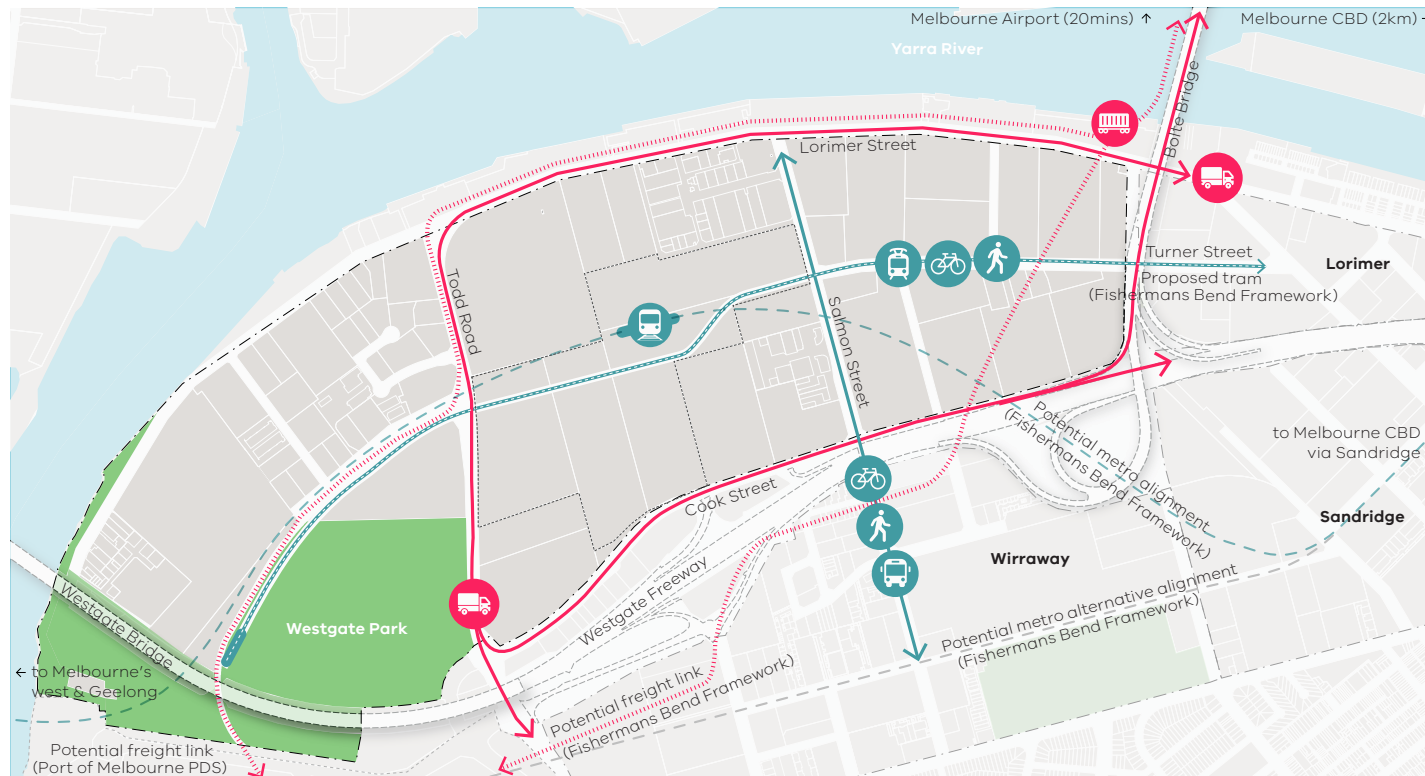 Melbourne Airport (20mins) ↑
Melbourne CBD (2km) →
Yarra River
Bolte Bridge
Lorimer Street
Turner Street
Proposed tram
(Fishermans Bend Framework)
Lorimer
Todd Road
Salmon Street
Potential metro alignment
(Fishermans Bend Framework)
to Melbourne CBD
via Sandridge
Cook Street
Sandridge
Wirraway
Westgate Freeway
Westgate Park
Westgate Bridge
Potential metro alternative alignment
(Fishermans Bend Framework)
← to Melbourne's
west & Geelong
Potential freight link
(Fishermans Bend Framework)
Potential freight link
(Port of Melbourne PDS)